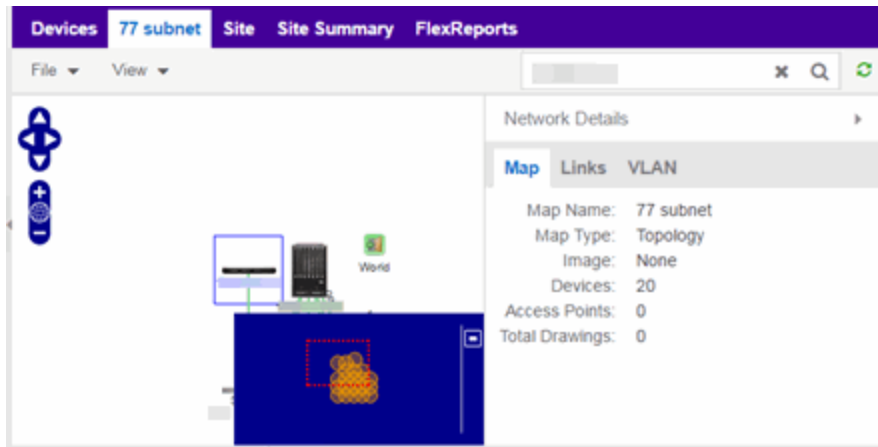 Devices 77 subnet Site Site Summary FlexReports
File View
Network Details
Map Links VLAN
World
Map Name: 77 subnet
Map Type: Topology
Image: None
Devices: 20
Access Points: 0
Total Drawings: 0